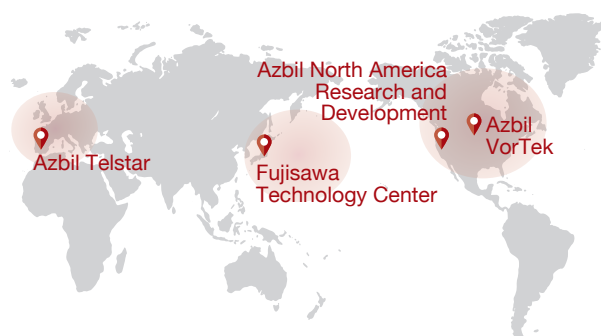 Azbil North America
Research and
Development
Azbil
VorTek
Azbil Telstar
Fujisawa
Technology Center